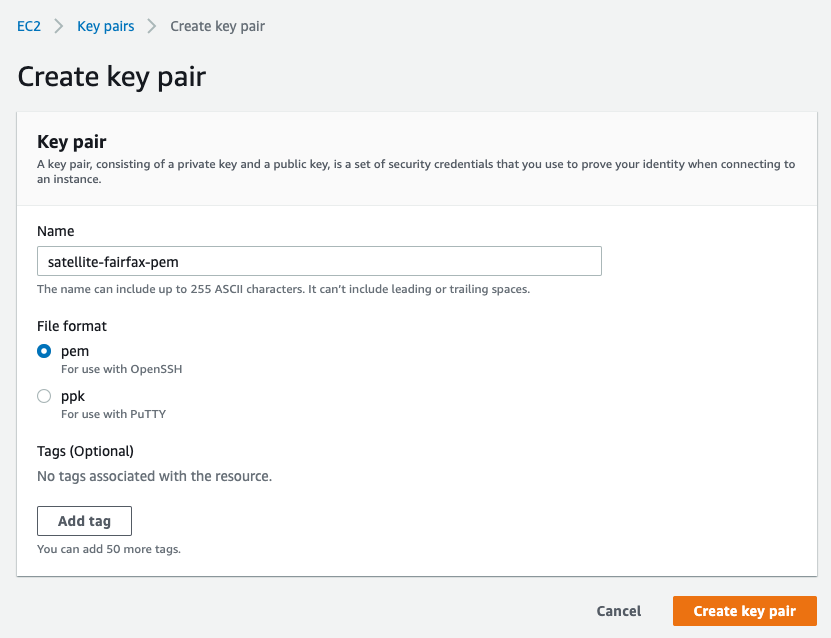 EC2 > Key pairs > Create key pair
Create key pair
Key pair
A key pair, consisting of a private key and a public key, is a set of security credentials that you use to prove your identity when connecting to
an instance.
Name
satellite-fairfax-pem
The name can include up to 255 ASCII characters. It can't include leading or trailing spaces.
File format
pem
For use with OpenSSH
ppk
For use with PuTTY
Tags (Optional)
No tags associated with the resource.
Add tag
You can add 50 more tags.
Cancel Create key pair